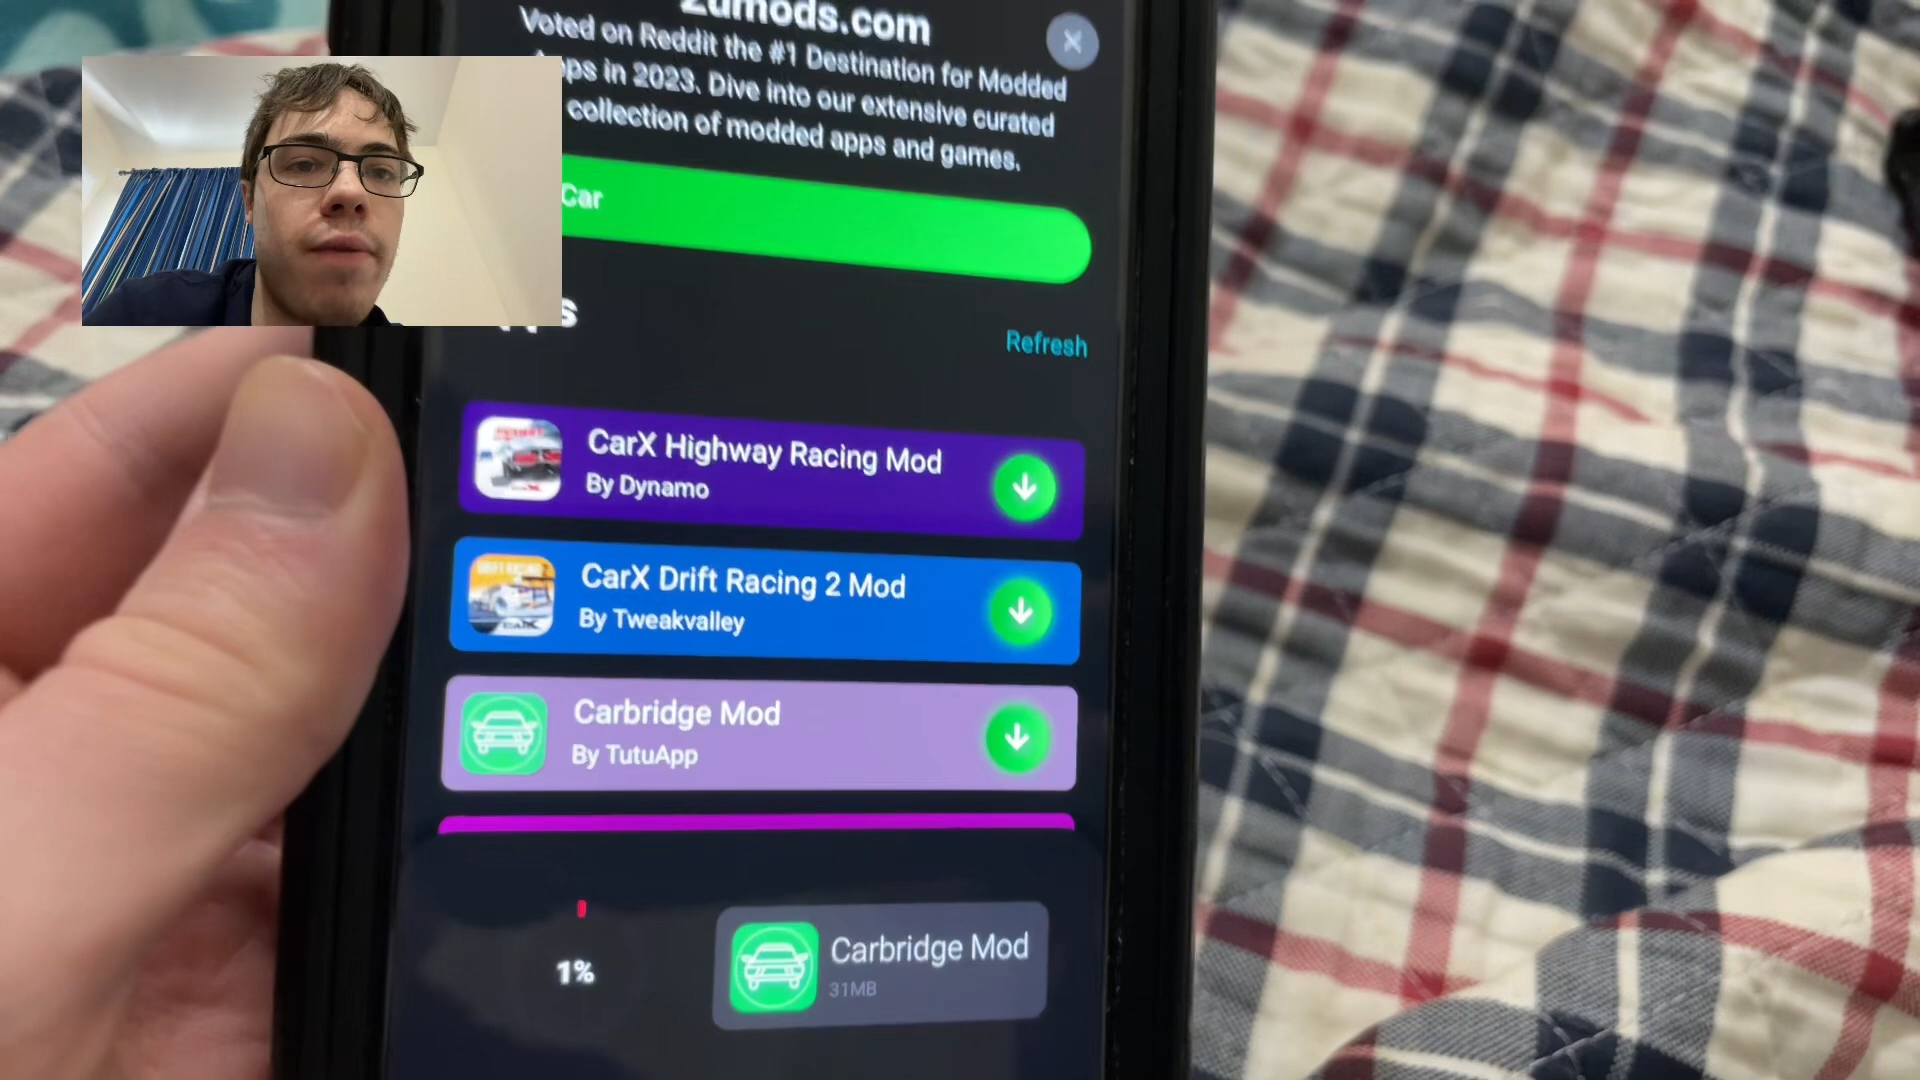 2umods.com
Voted on Reddit the #1 Destination for Modded
ps in 2023. Dive into our extensive curated
collection of modded apps and games.
Car
Refresh
CarX Highway Racing Mod
By Dynamo
CarX Drift Racing 2 Mod
By Tweakvalley
Carbridge Mod
By TutuApp
1%
Carbridge Mod
31MB